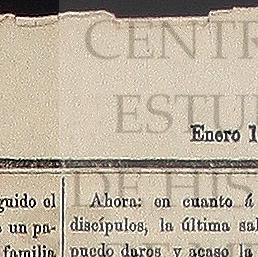 CENTR
ESTU
DE HIS
Enero 1
guido el
o un pa-
familia
Ahora: en cuanto á
discípulos, la última sal
puedo daros y acaso la